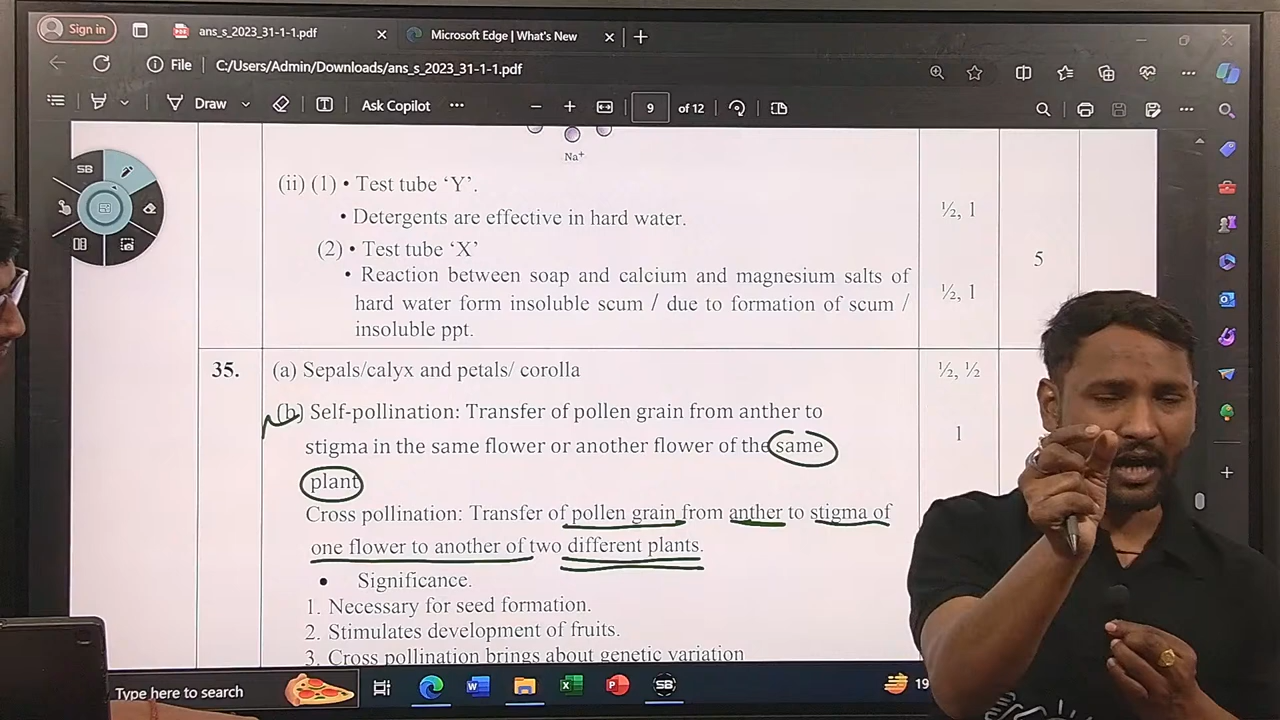 Sign in
ans_s_2023_31-1-1.pdf
Microsoft Edge | What's New
File
C:/Users/Admin/Downloads/ans_s_2023_31-1-1.pdf
Draw
Ask Copilot
9
of 12
Na+
SB
(ii) (1) • Test tube ‘Y’.
• Detergents are effective in hard water.
½, 1
(2) • Test tube ‘X’
• Reaction between soap and calcium and magnesium salts of
hard water form insoluble scum / due to formation of scum /
insoluble ppt.
½, 1
5
35.
(a) Sepals/calyx and petals/ corolla
½, ½
(b) Self-pollination: Transfer of pollen grain from anther to
stigma in the same flower or another flower of the same
plant
1
Cross pollination: Transfer of pollen grain from anther to stigma of
one flower to another of two different plants.
• Significance.
1. Necessary for seed formation.
2. Stimulates development of fruits.
3. Cross pollination brings about genetic variation
Type here to search
SB
19